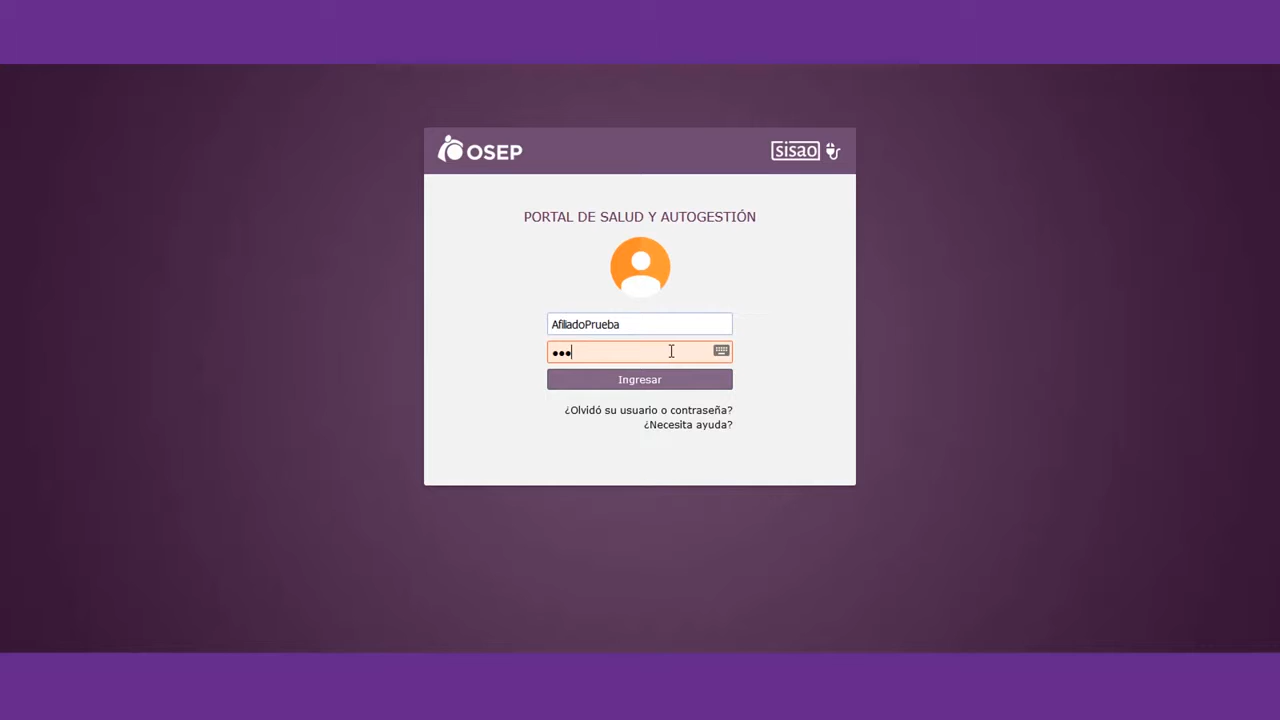 OSEP
sisao
PORTAL DE SALUD Y AUTOGESTIÓN
AfiliadoPrueba
•••
Ingresar
¿Olvidó su usuario o contraseña?
¿Necesita ayuda?